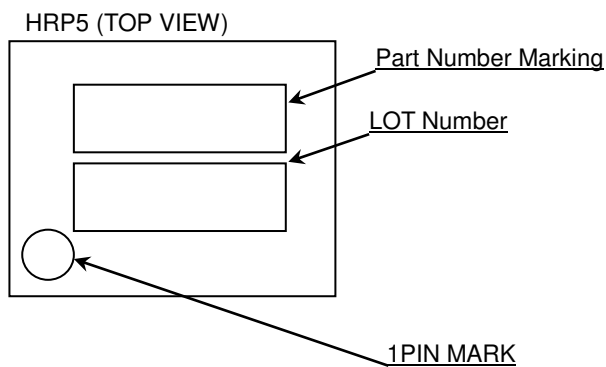 HRP5 (TOP VIEW)
Part Number Marking
LOT Number
1PIN MARK